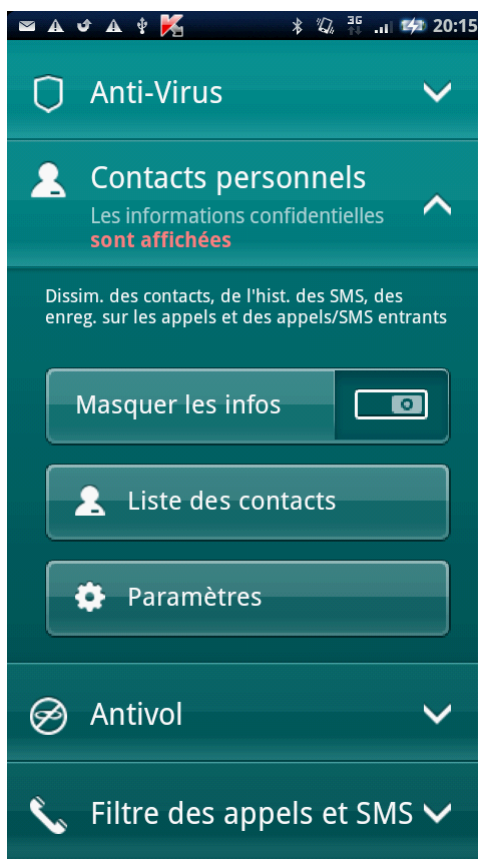 3G
20:15
Anti-Virus
Contacts personnels
Les informations confidentielles
sont affichées
Dissim. des contacts, de l'hist. des SMS, des
enreg. sur les appels et des appels/SMS entrants
Masquer les infos
Liste des contacts
Paramètres
Antivol
Filtre des appels et SMS